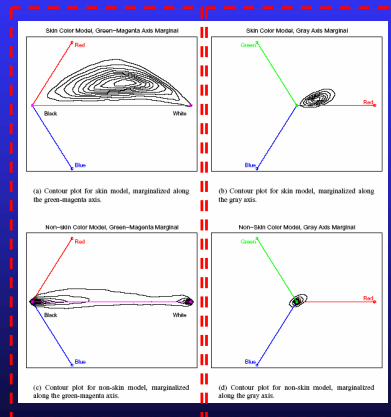 Skin Color Model, Green-Magenta Axis Marginal
Red
Black
White
Blue
(a) Contour plot for skin model, marginalized along
the green-magenta axis.
Skin Color Model, Gray Axis Marginal
Green
Red
Blue
(b) Contour plot for skin model, marginalized along
the gray axis.
Non-skin Color Model, Green-Magenta Axis Marginal
Red
Black
White
Blue
(c) Contour plot for non-skin model, marginalized
along the green-magenta axis.
Non-Skin Color Model, Gray Axis Marginal
Green
Red
Blue
(d) Contour plot for non-skin model, marginalized
along the gray axis.